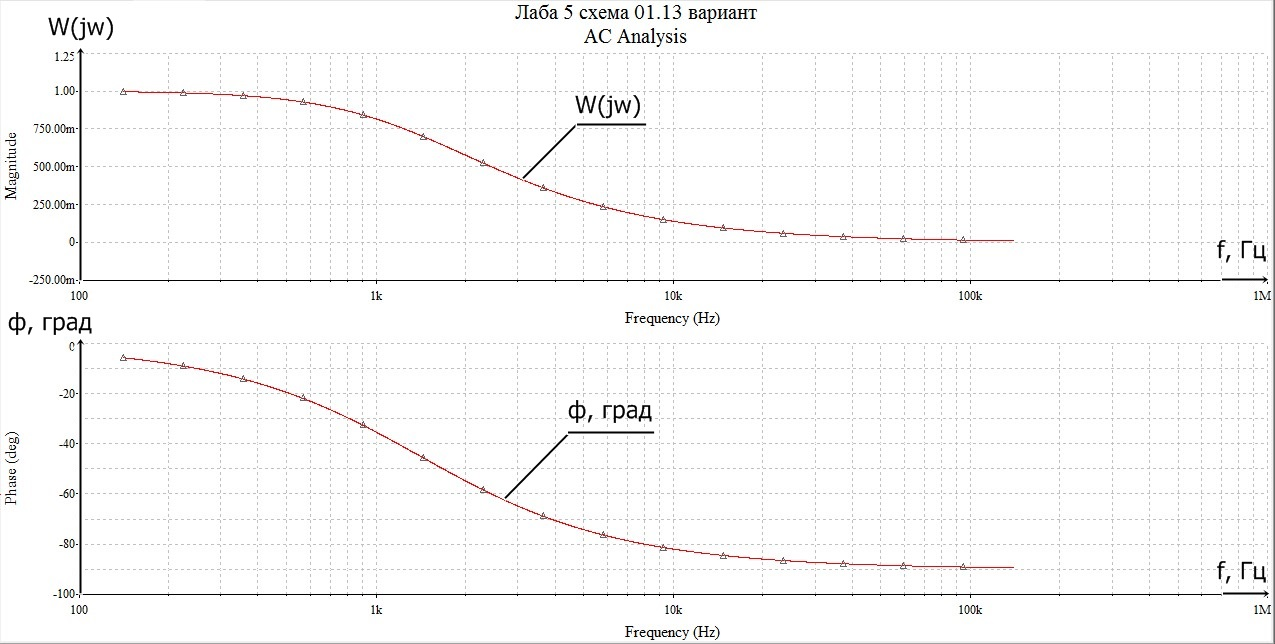 Лаба 5 схема 01.13 вариант
AC Analysis
W(jw)
1.25
1.00
750.00m
500.00m
250.00m
0
-250.00m
Magnitude
W(jw)
f, Гц
100 1k 10k 100k 1M
Frequency (Hz)
ф, град
0
-20
-40
-60
-80
-100
Phase (deg)
ф, град
f, Гц
100 1k 10k 100k 1M
Frequency (Hz)